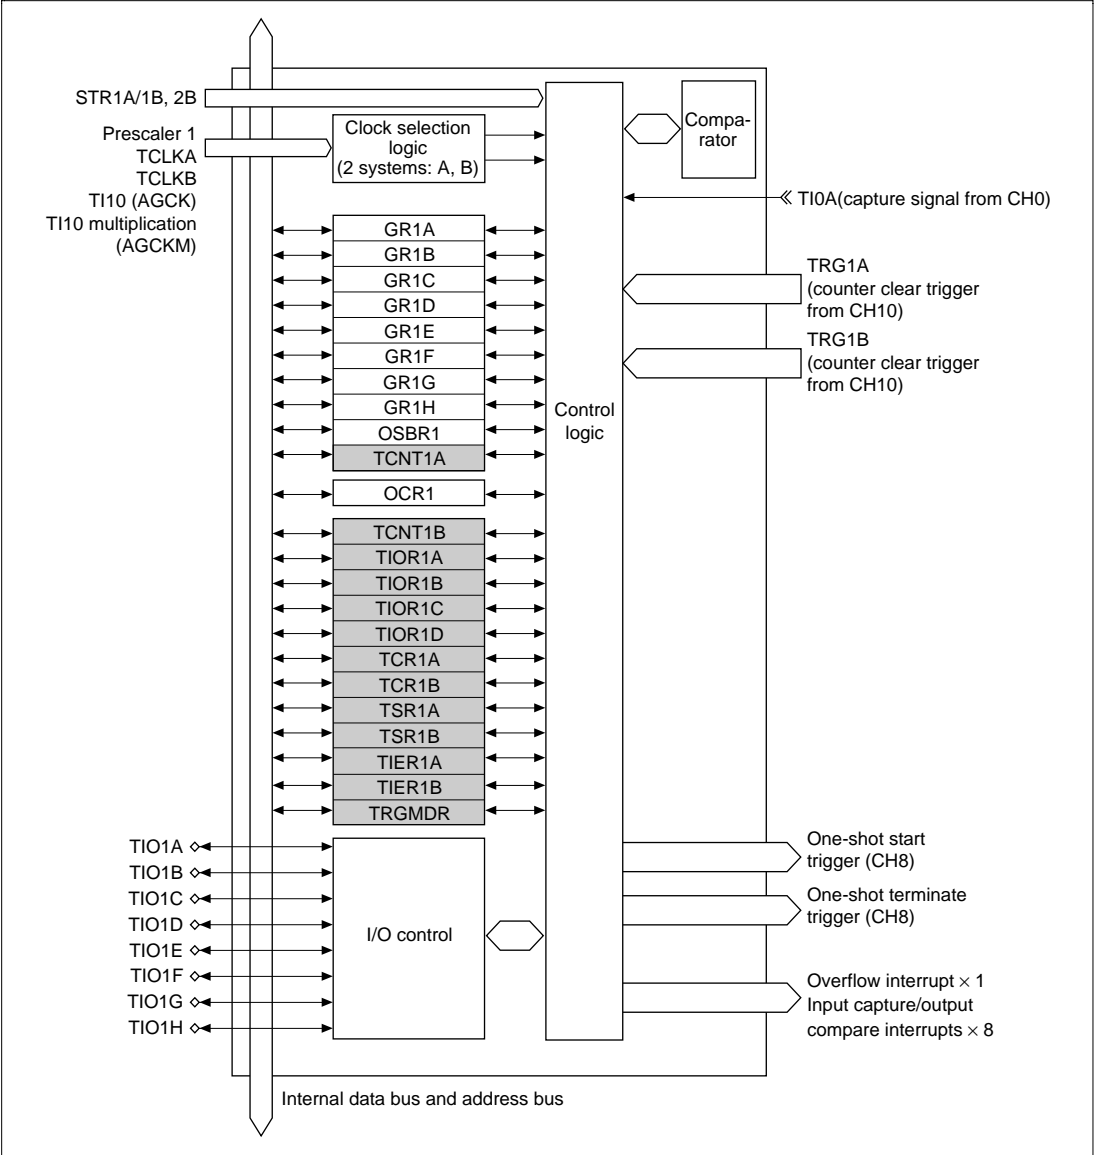 STR1A/1B, 2B
Prescaler 1
TCLKA
TCLKB
TI10 (AGCK)
TI10 multiplication
(AGCKM)
Clock selection
logic
(2 systems: A, B)
Compa-
rator
TI0A(capture signal from CH0)
TRG1A
(counter clear trigger
from CH10)
TRG1B
(counter clear trigger
from CH10)
GR1A
GR1B
GR1C
GR1D
GR1E
GR1F
GR1G
GR1H
OSBR1
TCNT1A
OCR1
TCNT1B
TIOR1A
TIOR1B
TIOR1C
TIOR1D
TCR1A
TCR1B
TSR1A
TSR1B
TIER1A
TIER1B
TRGMDR
Control
logic
TIO1A
TIO1B
TIO1C
TIO1D
TIO1E
TIO1F
TIO1G
TIO1H
I/O control
One-shot start
trigger (CH8)
One-shot terminate
trigger (CH8)
Overflow interrupt × 1
Input capture/output
compare interrupts × 8
Internal data bus and address bus